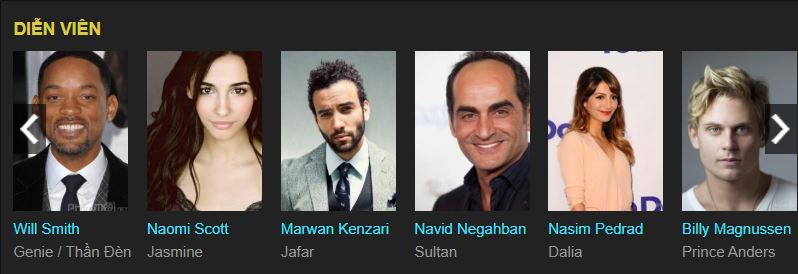 DIỄN VIÊN
Will Smith
Genie / Thần Đèn
Naomi Scott
Jasmine
Marwan Kenzari
Jafar
Navid Negahban
Sultan
Nasim Pedrad
Dalia
Billy Magnussen
Prince Anders